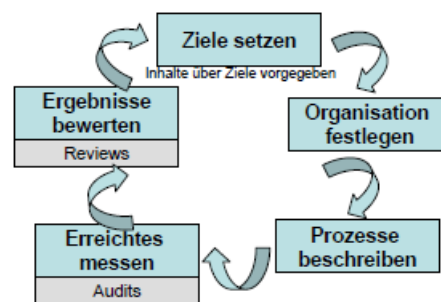 Ziele setzen
Inhalte über Ziele vorgegeben
Organisation
festlegen
Prozesse
beschreiben
Erreichtes
messen
Audits
Ergebnisse
bewerten
Reviews